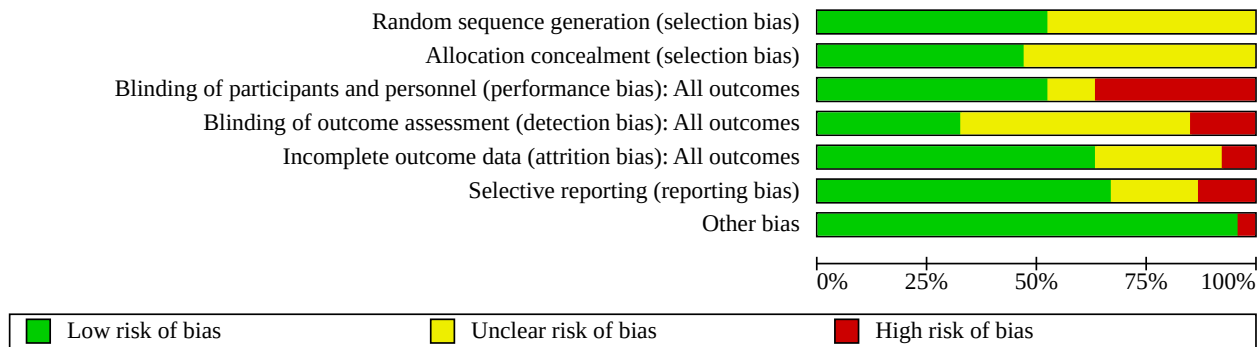 Random sequence generation (selection bias)
Allocation concealment (selection bias)
Blinding of participants and personnel (performance bias): All outcomes
Blinding of outcome assessment (detection bias): All outcomes
Incomplete outcome data (attrition bias): All outcomes
Selective reporting (reporting bias)
Other bias
0% 25% 50% 75% 100%
Low risk of bias Unclear risk of bias High risk of bias